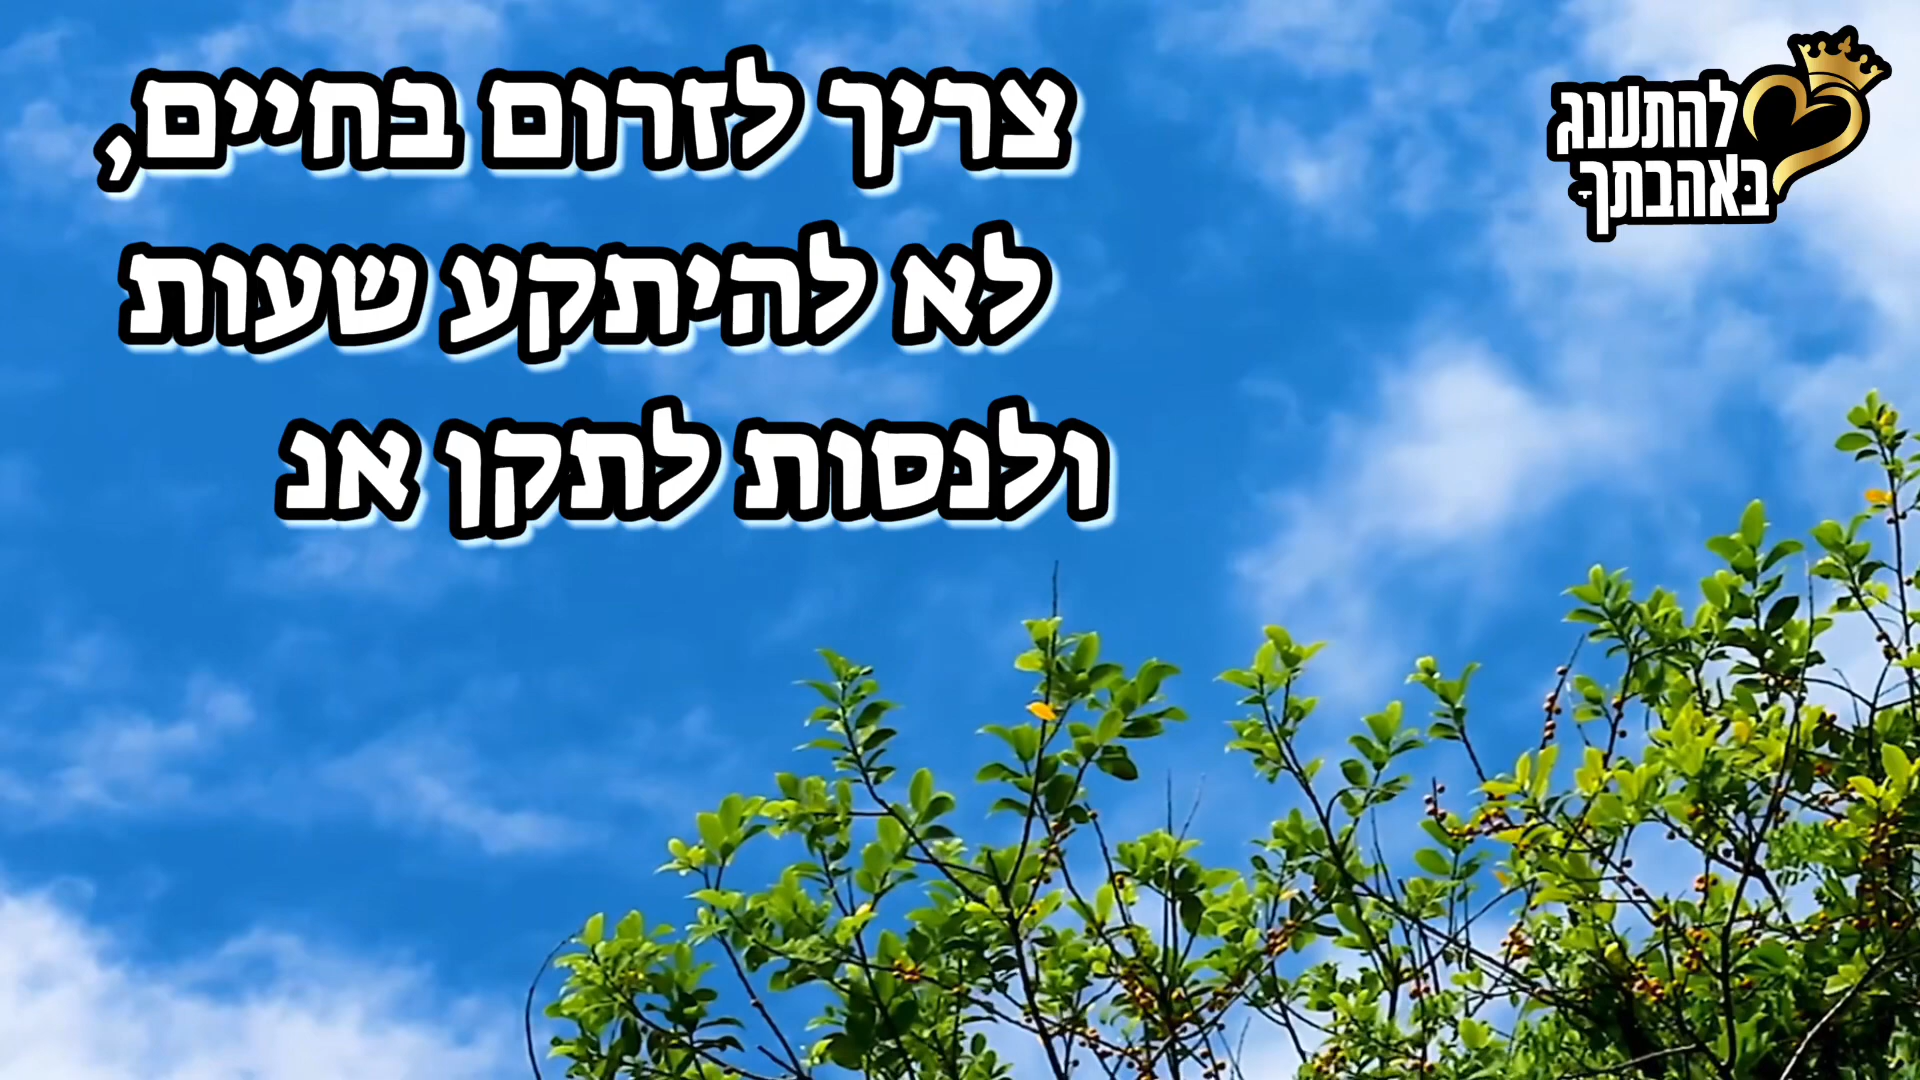 צריך לזרום בחיים,
לא להיתקע שעות
ולנסות לתקן אנ
להתענג
באהבתךָ